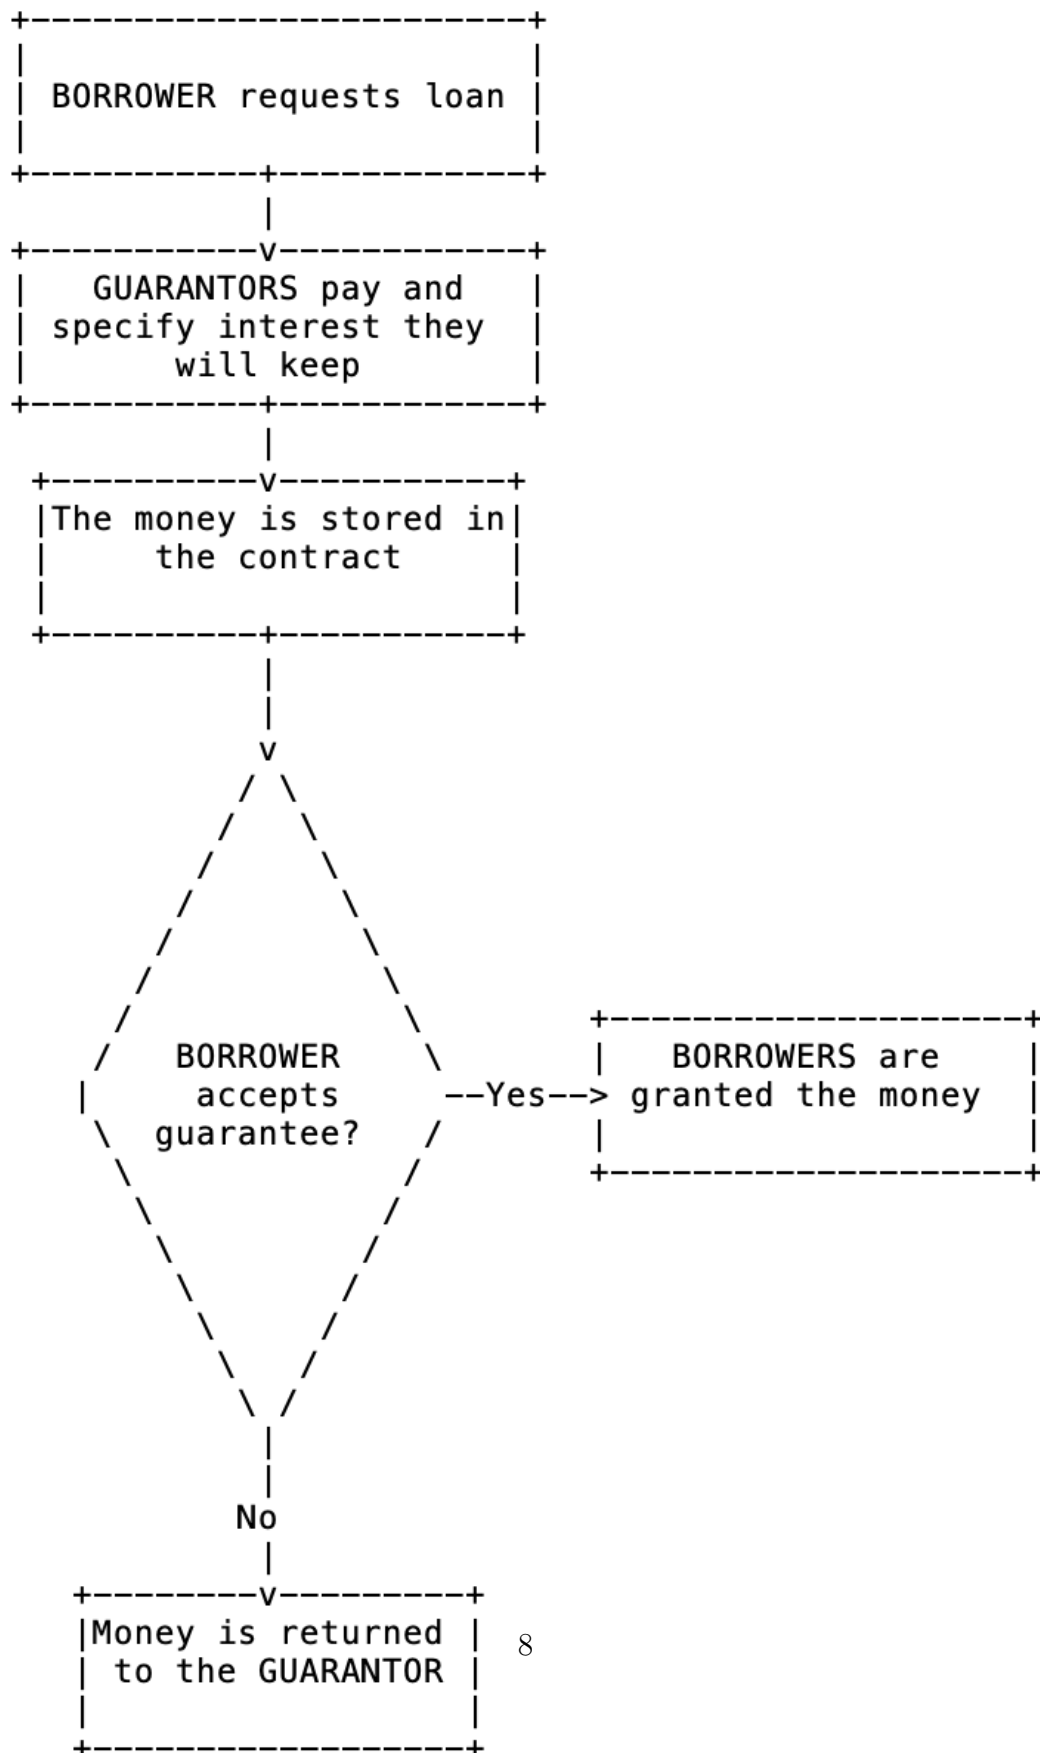 BORROWER requests loan
GUARANTORS pay and
specify interest they
will keep
The money is stored in
the contract
BORROWER
accepts
guarantee?
--Yes-->
BORROWERS are
granted the money
No
Money is returned
to the GUARANTOR
8